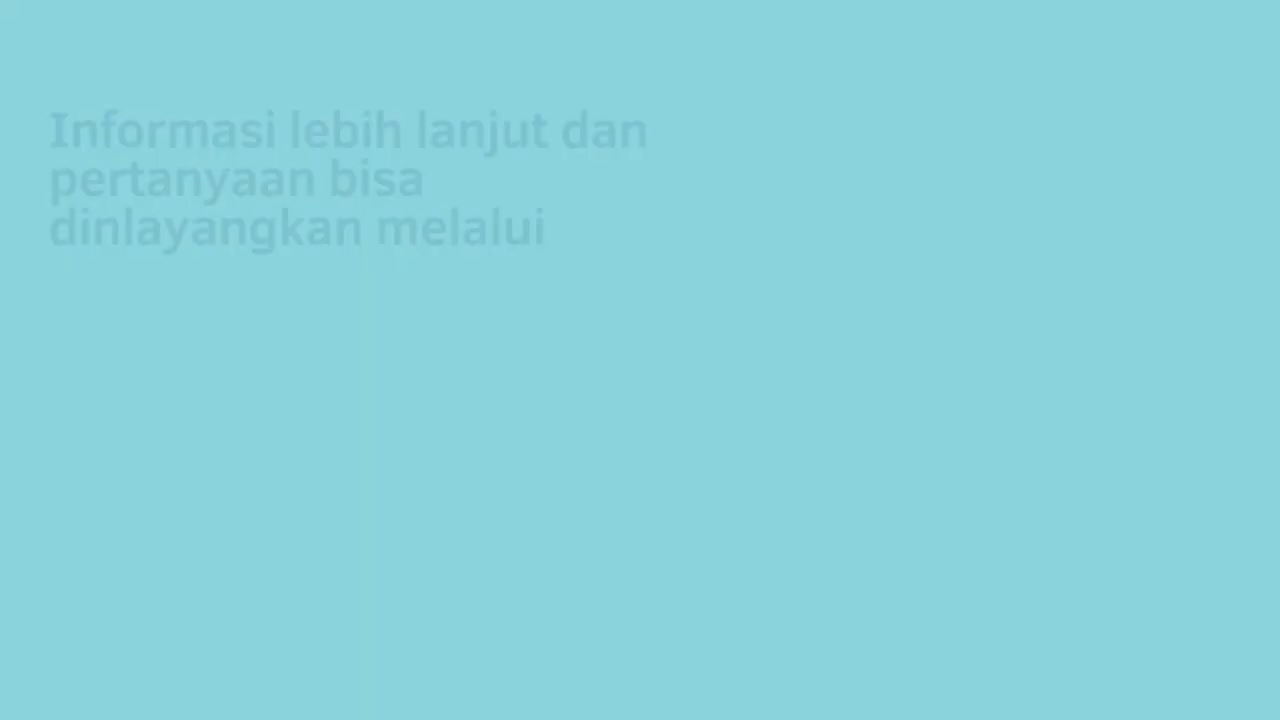 Informasi lebih lanjut dan
pertanyaan bisa
dinlayangkan melalui